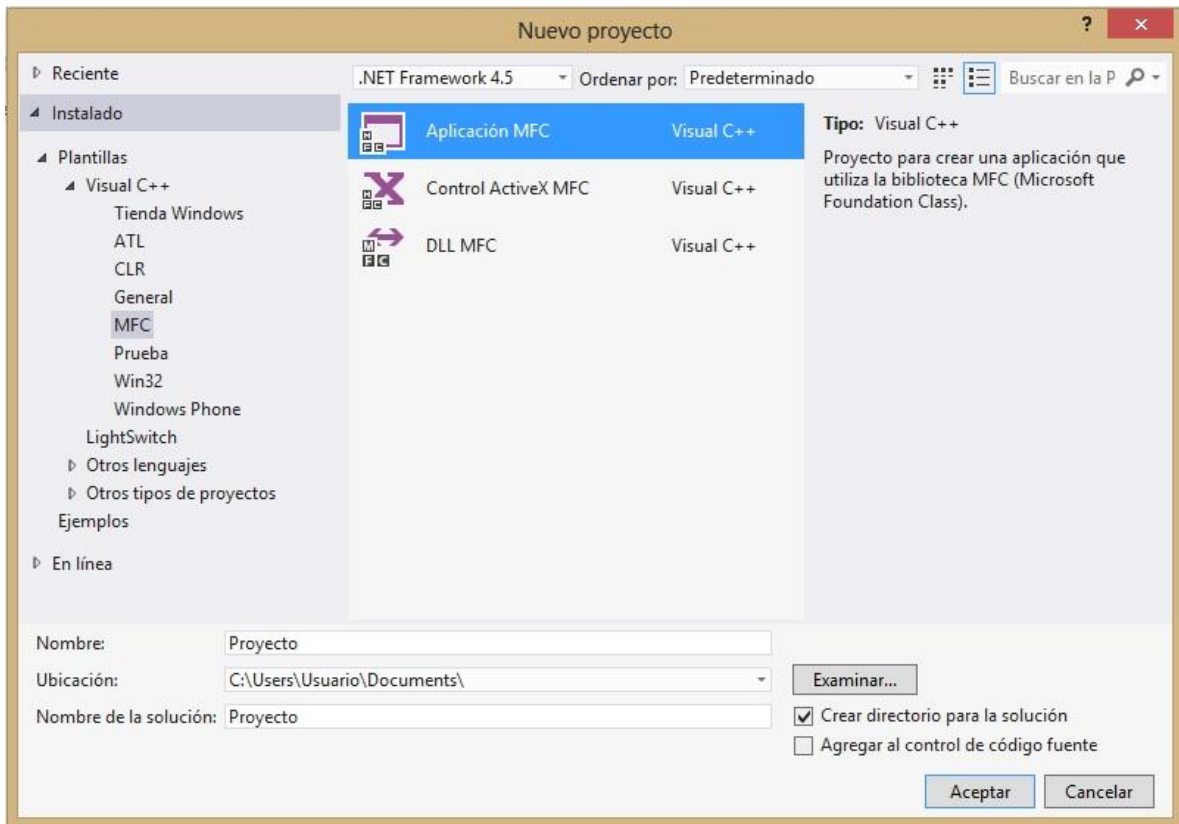 Nuevo proyecto
?
Reciente
.NET Framework 4.5
Ordenar por:
Predeterminado
Buscar en la P
Instalado
Plantillas
Visual C++
Tienda Windows
ATL
CLR
General
MFC
Prueba
Win32
Windows Phone
LightSwitch
Otros lenguajes
Otros tipos de proyectos
Ejemplos
En línea
Aplicación MFC Visual C++
Control ActiveX MFC Visual C++
DLL MFC Visual C++
Tipo: Visual C++
Proyecto para crear una aplicación que
utiliza la biblioteca MFC (Microsoft
Foundation Class).
Nombre: Proyecto
Ubicación: C:\Users\Usuario\Documents\
Examinar...
Nombre de la solución: Proyecto
Crear directorio para la solución
Agregar al control de código fuente
Aceptar
Cancelar